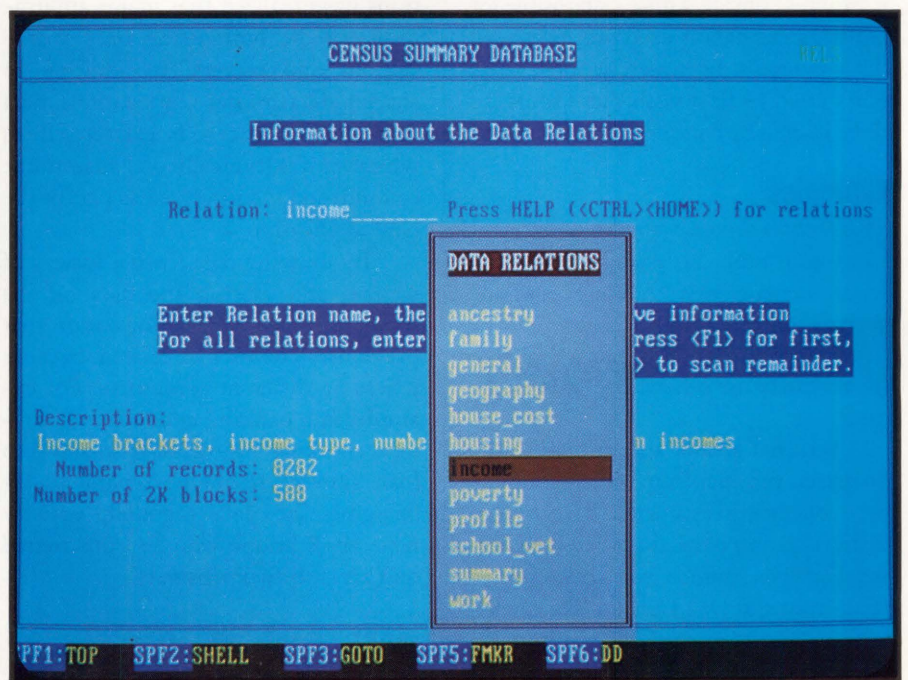 CENSUS SUMMARY DATABASE REL
Information about the Data Relations
Relation: income________ Press HELP (<CTRL><HOME>) for relations
DATA RELATIONS
ancestry
family
general
geography
house_cost
housing
income
poverty
profile
school_vet
summary
work
Enter Relation name, the ve information
For all relations, enter ress <F1> for first,
> to scan remainder.
Description:
Income brackets, income type, numbe n incomes
Number of records: 8282
Number of 2K blocks: 588
SPF1:TOP SPF2:SHELL SPF3:GOTO SPF5:FMKR SPF6:DD